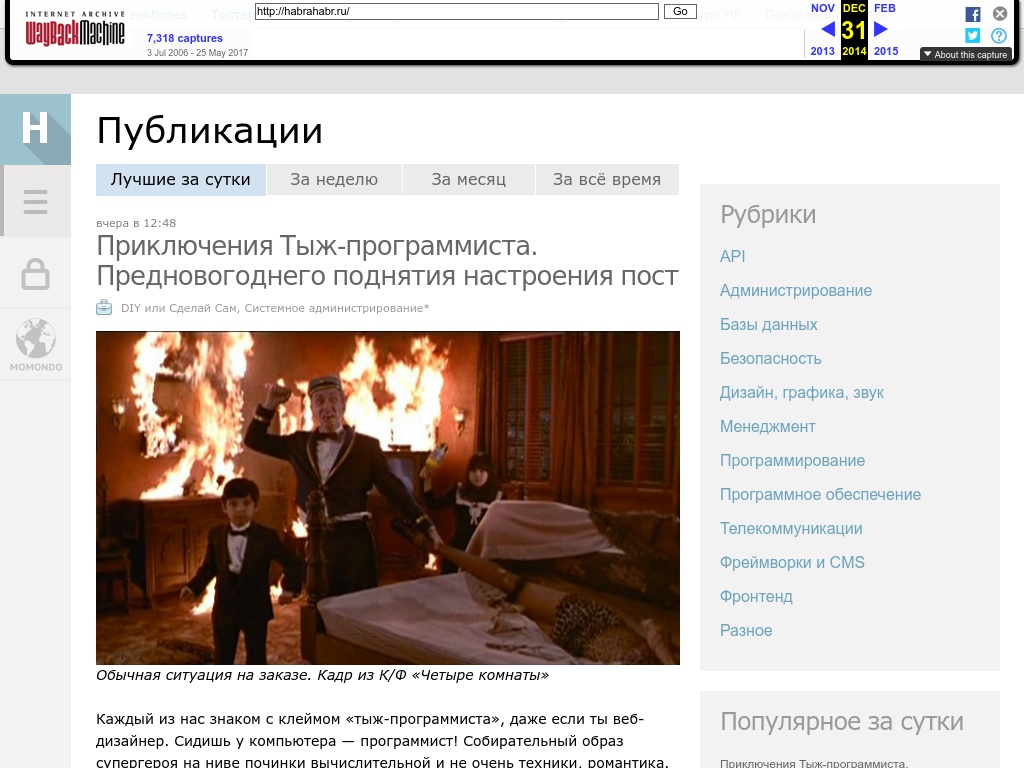 INTERNET ARCHIVE
WayBackMachine
http://habrahabr.ru/
Go
7,318 captures
3 Jul 2006 - 25 May 2017
NOV DEC FEB
31
2013 2014 2015
About this capture
H
Публикации
Лучшие за сутки За неделю За месяц За всё время
вчера в 12:48
Приключения Тыж-программиста.
Предновогоднего поднятия настроения пост
DIY или Сделай Сам, Системное администрирование*
MOMONDO
Обычная ситуация на заказе. Кадр из К/Ф «Четыре комнаты»
Каждый из нас знаком с клеймом «тыж-программиста», даже если ты веб-
дизайнер. Сидишь у компьютера — программист! Собирательный образ
супергероя на ниве починки вычислительной и не очень техники, романтика.
Рубрики
API
Администрирование
Базы данных
Безопасность
Дизайн, графика, звук
Менеджмент
Программирование
Программное обеспечение
Телекоммуникации
Фреймворки и CMS
Фронтенд
Разное
Популярное за сутки
Приключения Тыж-программиста.